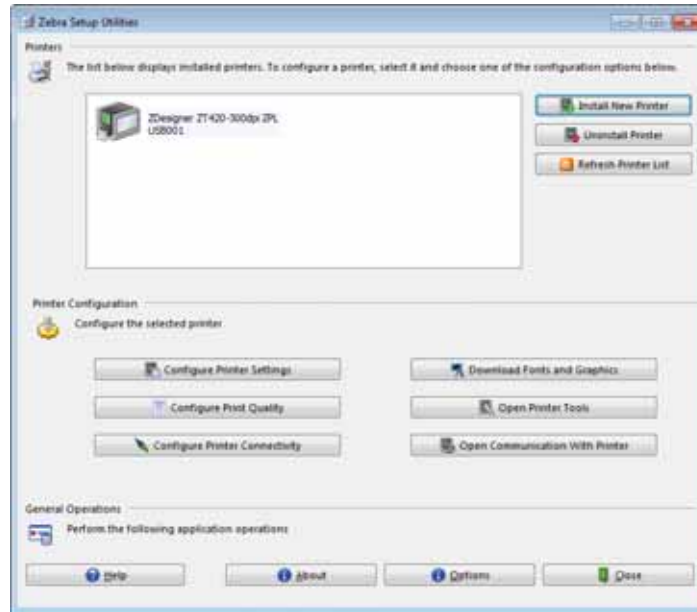 Zebra Setup Utilities
Printers
The list below displays installed printers. To configure a printer, select it and choose one of the configuration options below.
ZDesigner ZT420-300dpi ZPL
USB001
Install New Printer
Uninstall Printer
Refresh Printer List
Printer Configuration
Configure the selected printer
Configure Printer Settings
Download Fonts and Graphics
Configure Print Quality
Open Printer Tools
Configure Printer Connectivity
Open Communication With Printer
General Operations
Perform the following application operations
Help
About
Options
Close